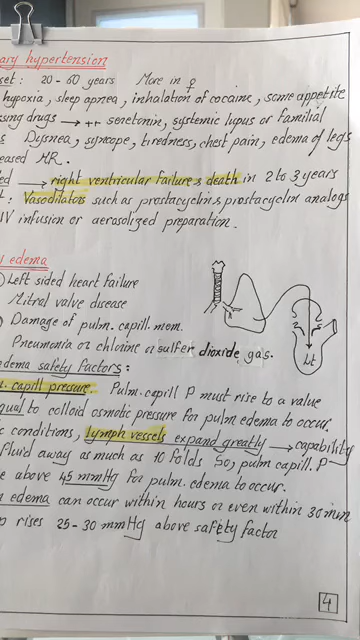 ary hypertension
set: 20-60 years More in ♀
hypoxia, sleep apnea, inhalation of cocaine, some appetite
sing drugs → ++ serotonin, systemic lupus or familial
s Dysnea, syncope, tiredness, chest pain, edema of legs
eased MR.
ed → right ventricular failure & death in 2 to 3 years
t: Vasodilators such as prostacyclins, prostacyclin analogs
IV infusion or aerosolized preparation.
l edema
Left sided heart failure
Mitral valve disease
Damage of pulm. capill. mem.
Pneumonia or chlorine or sulfer dioxide gas.
edema safety factors:
. capill pressure. Pulm. capill P must rise to a value
qual to colloid osmotic pressure for pulm edema to occur.
c conditions, lymph vessels expand greatly → capability
fluid away as much as 10 folds So, pulm capill. P
e above 45 mmHg for pulm. edema to occur.
n edema can occur within hours or even within 30 min
p rises 25-30 mmHg above safety factor
Lt
4